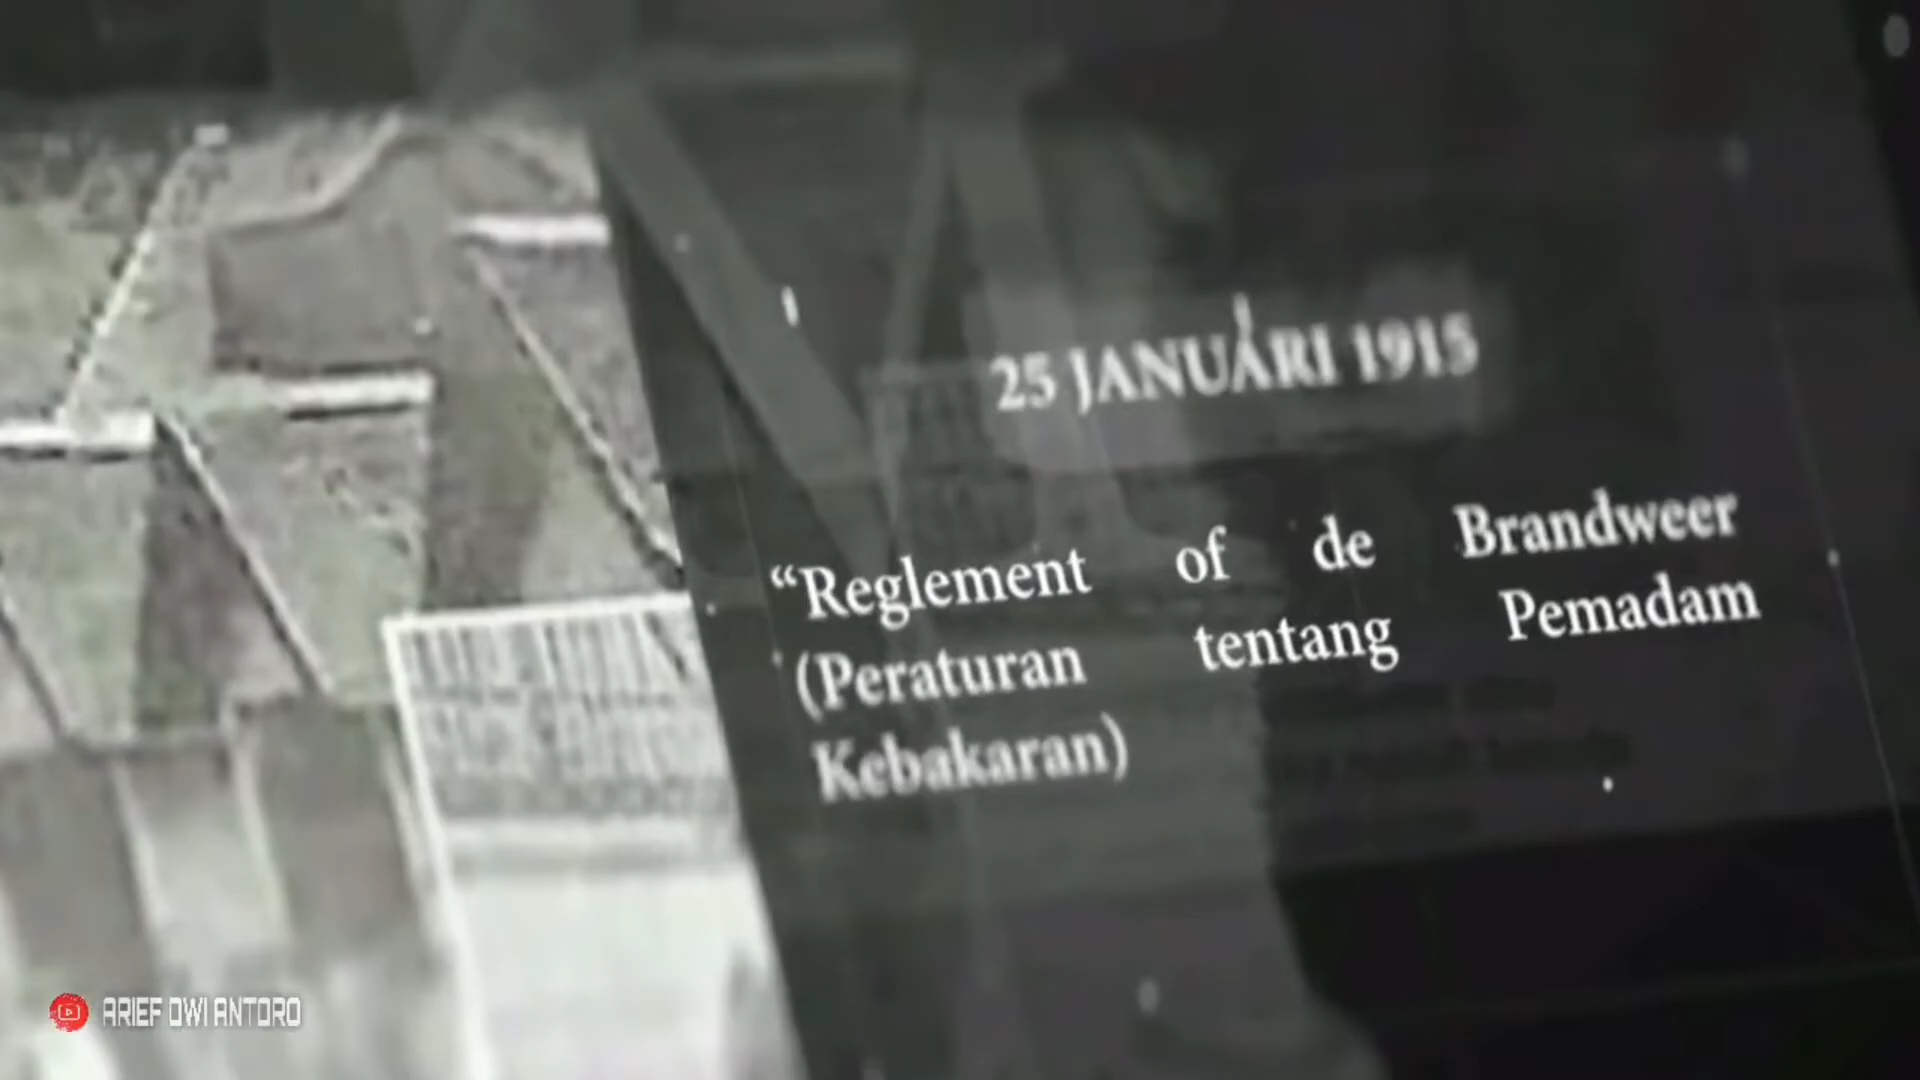 25 JANUARI 1915
“Reglement of de Brandweer
(Peraturan tentang Pemadam
Kebakaran)
ARIEF DWI ANTORO